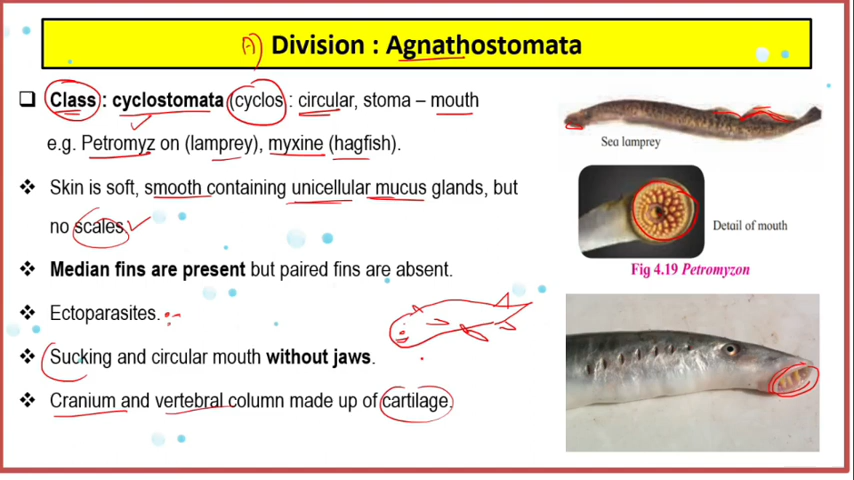 A)
Division : Agnathostomata
Class : cyclostomata (cyclos : circular, stoma – mouth
e.g. Petromyz on (lamprey), myxine (hagfish).
Skin is soft, smooth containing unicellular mucus glands, but
no scales.
Median fins are present but paired fins are absent.
Ectoparasites.
Sucking and circular mouth without jaws.
Cranium and vertebral column made up of cartilage.
Sea lamprey
Detail of mouth
Fig 4.19 Petromyzon